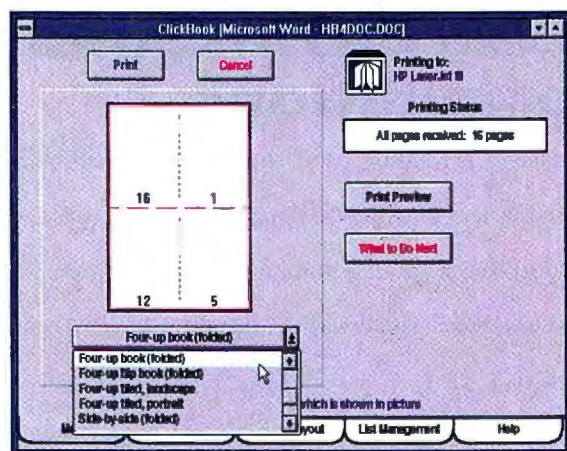 ClickBook [Microsoft Word - HB4DOC.DOC]
Print
Cancel
Printing to:
HP LaserJet III
Printing Status
All pages received: 16 pages
16 1
12 5
Print Preview
What to Do Next
Four-up book (folded)
Four-up book (folded)
Four-up flip book (folded)
Four-up tiled, landscape
Four-up tiled, portrait
Side-by-side (folded)
which is shown in picture
List Management
Help